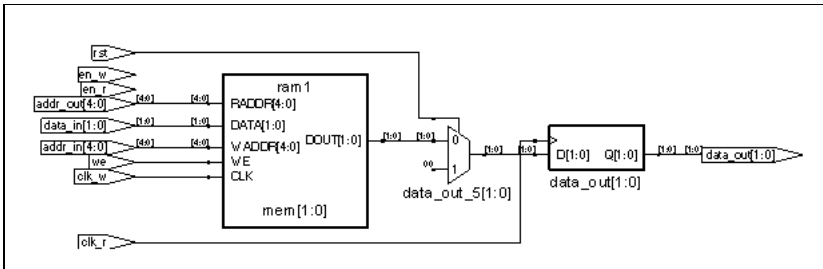 rst
en_w
en_r
addr_out[4:0] [4:0] [4:0] RADDR[4:0]
data_in[1:0] [1:0] [1:0] DATA[1:0]
addr_in[4:0] [4:0] [4:0] WADDR[4:0]
we WE
clk_w CLK
clk_r
ram1
DOUT[1:0]
mem[1:0]
[1:0] [1:0] 0
00 1
data_out_5[1:0]
[1:0] [1:0] D[1:0] Q[1:0] [1:0] [1:0] data_out[1:0]
data_out[1:0]